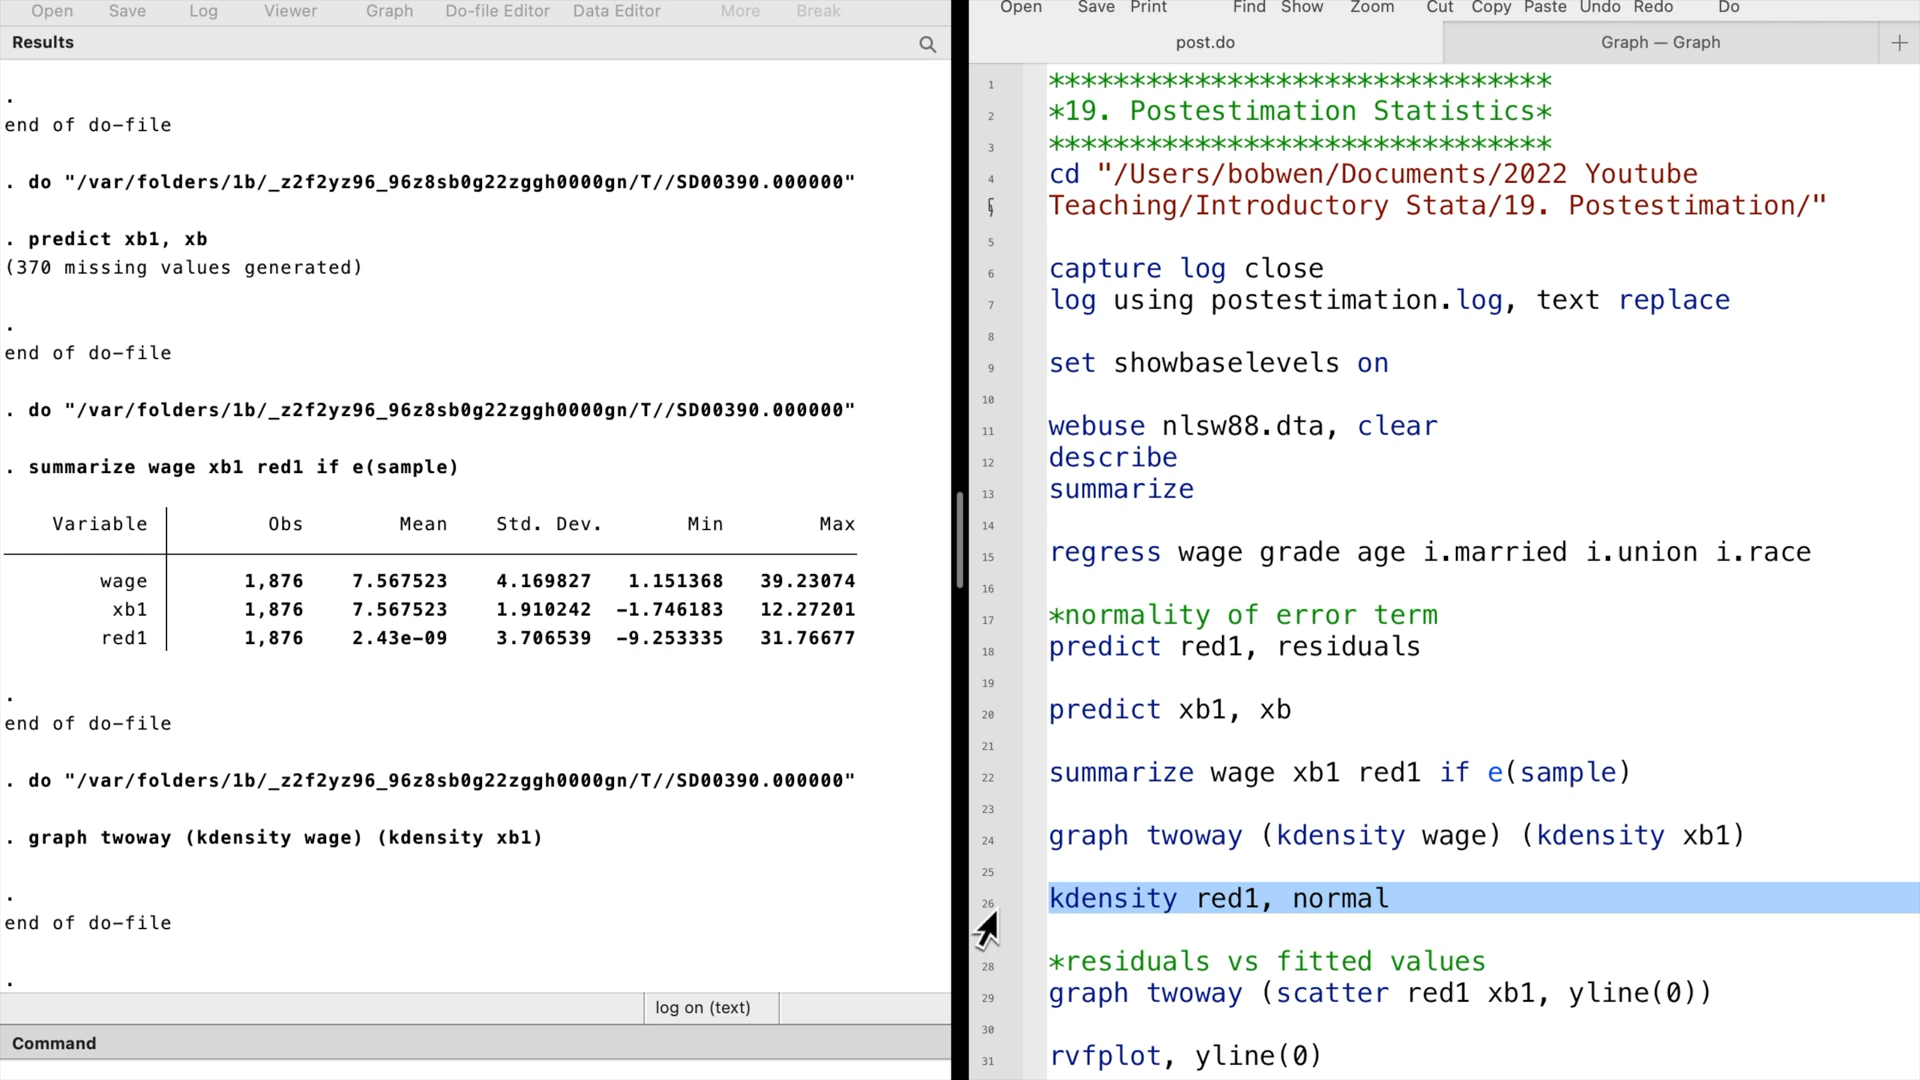 Open Save Log Viewer Graph Do-file Editor Data Editor More Break
Results
.
end of do-file
. do "/var/folders/1b/_z2f2yz96_96z8sb0g22zggh0000gn/T//SD00390.000000"
. predict xb1, xb
(370 missing values generated)
.
end of do-file
. do "/var/folders/1b/_z2f2yz96_96z8sb0g22zggh0000gn/T//SD00390.000000"
. summarize wage xb1 red1 if e(sample)
Variable Obs Mean Std. Dev. Min Max
wage 1,876 7.567523 4.169827 1.151368 39.23074
xb1 1,876 7.567523 1.910242 -1.746183 12.27201
red1 1,876 2.43e-09 3.706539 -9.253335 31.76677
.
end of do-file
. do "/var/folders/1b/_z2f2yz96_96z8sb0g22zggh0000gn/T//SD00390.000000"
. graph twoway (kdensity wage) (kdensity xb1)
.
end of do-file
.
log on (text)
Command
Open Save Print Find Show Zoom Cut Copy Paste Undo Redo Do
post.do
Graph — Graph
1 *******************************
2 *19. Postestimation Statistics*
3 *******************************
4 cd "/Users/bobwen/Documents/2022 Youtube
Teaching/Introductory Stata/19. Postestimation/"
5
6 capture log close
7 log using postestimation.log, text replace
8
9 set showbaselevels on
10
11 webuse nlsw88.dta, clear
12 describe
13 summarize
14
15 regress wage grade age i.married i.union i.race
16
17 *normality of error term
18 predict red1, residuals
19
20 predict xb1, xb
21
22 summarize wage xb1 red1 if e(sample)
23
24 graph twoway (kdensity wage) (kdensity xb1)
25
26 kdensity red1, normal
28 *residuals vs fitted values
29 graph twoway (scatter red1 xb1, yline(0))
30
31 rvfplot, yline(0)